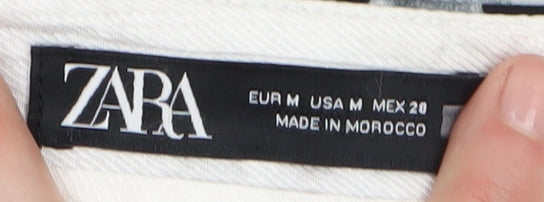 ZARA
EUR M USA M MEX 28
MADE IN MOROCCO